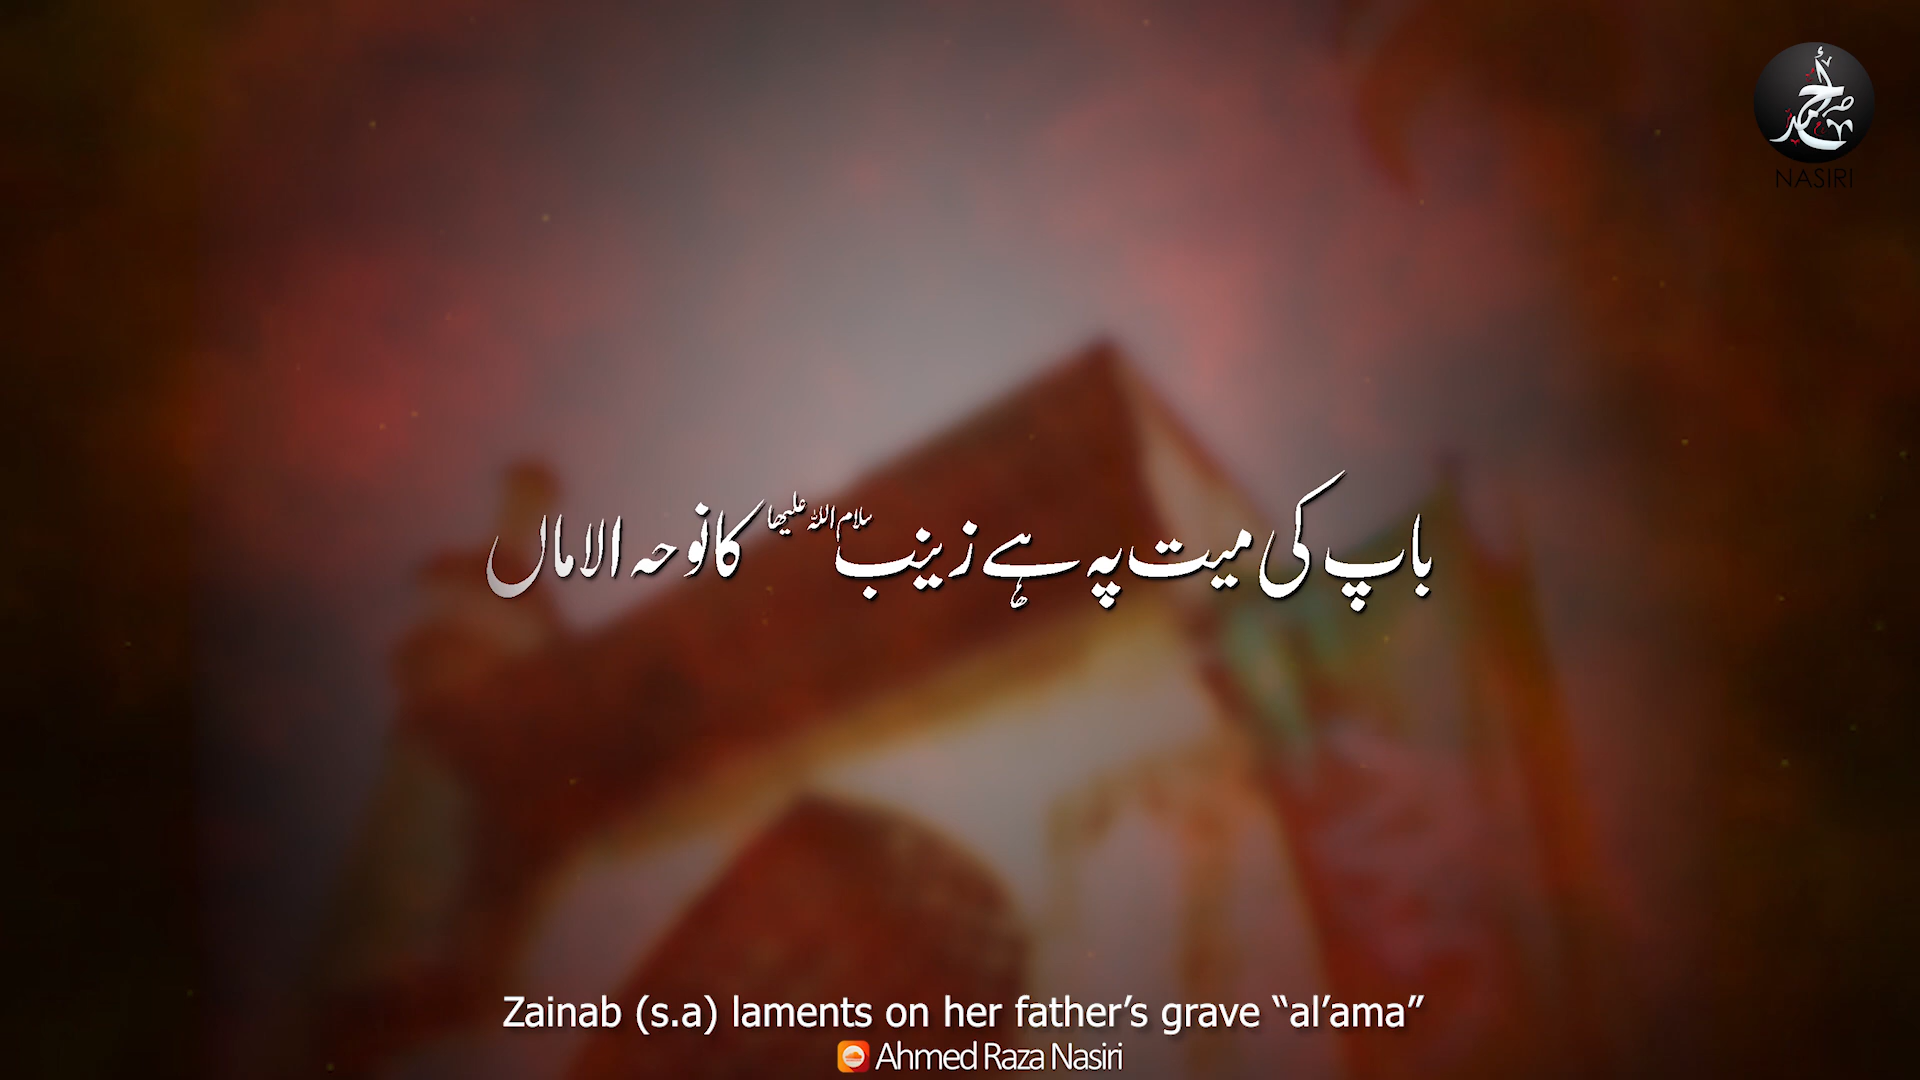 NASIRI
باپ کی میت پہ ہے زینب سلام اللہ علیھا کا نوحہ الاماں
Zainab (s.a) laments on her father’s grave “al’ama”
Ahmed Raza Nasiri